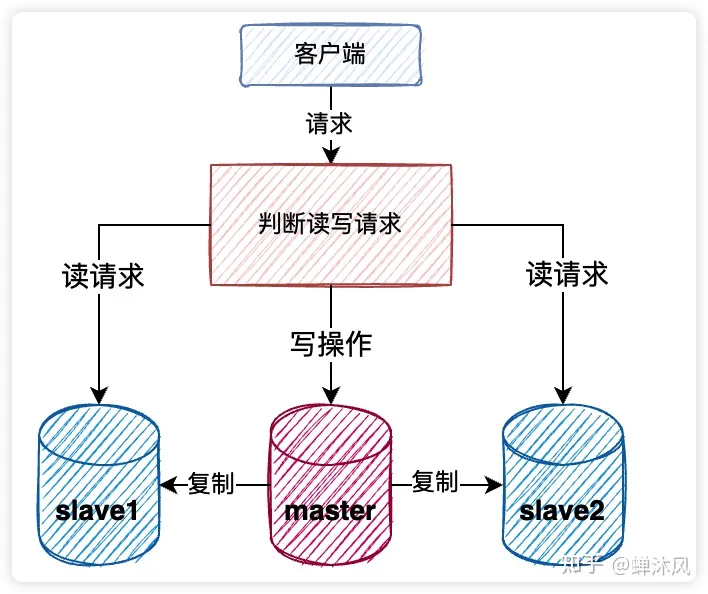 客户端
请求
判断读写请求
读请求
读请求
写操作
复制
复制
slave1
master
slave2
知乎 @蝉沐风